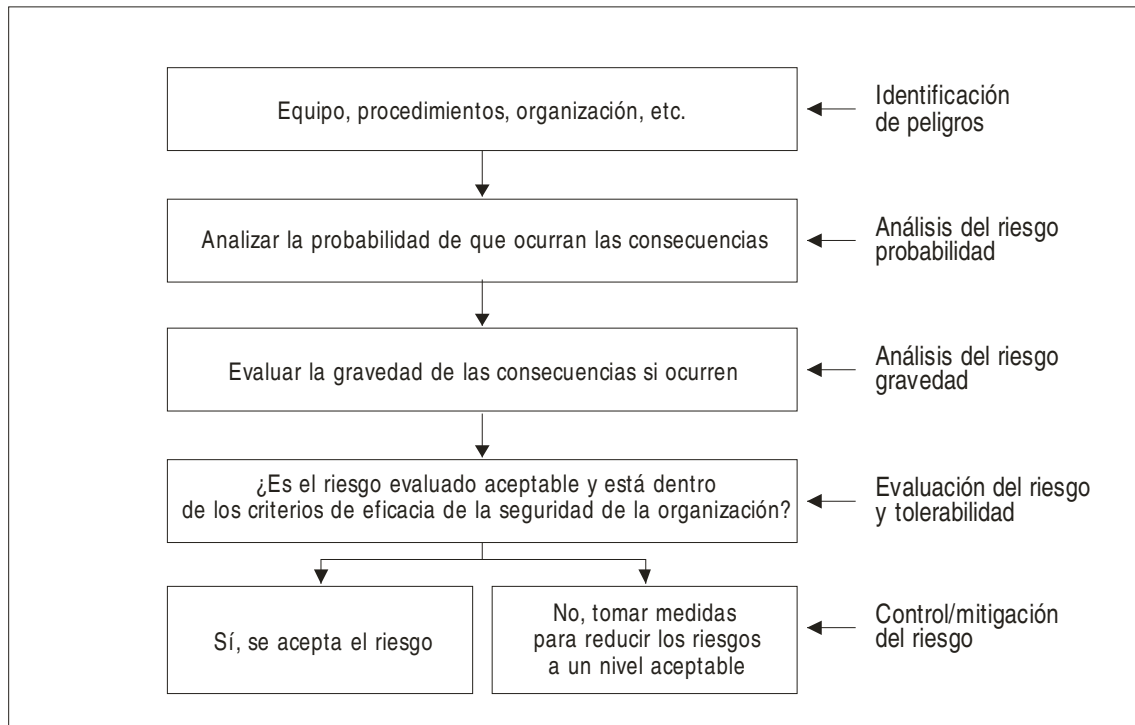 Equipo, procedimientos, organización, etc.
Identificación
de peligros
Analizar la probabilidad de que ocurran las consecuencias
Análisis del riesgo
probabilidad
Evaluar la gravedad de las consecuencias si ocurren
Análisis del riesgo
gravedad
¿Es el riesgo evaluado aceptable y está dentro
de los criterios de eficacia de la seguridad de la organización?
Evaluación del riesgo
y tolerabilidad
Sí, se acepta el riesgo
No, tomar medidas
para reducir los riesgos
a un nivel aceptable
Control/mitigación
del riesgo